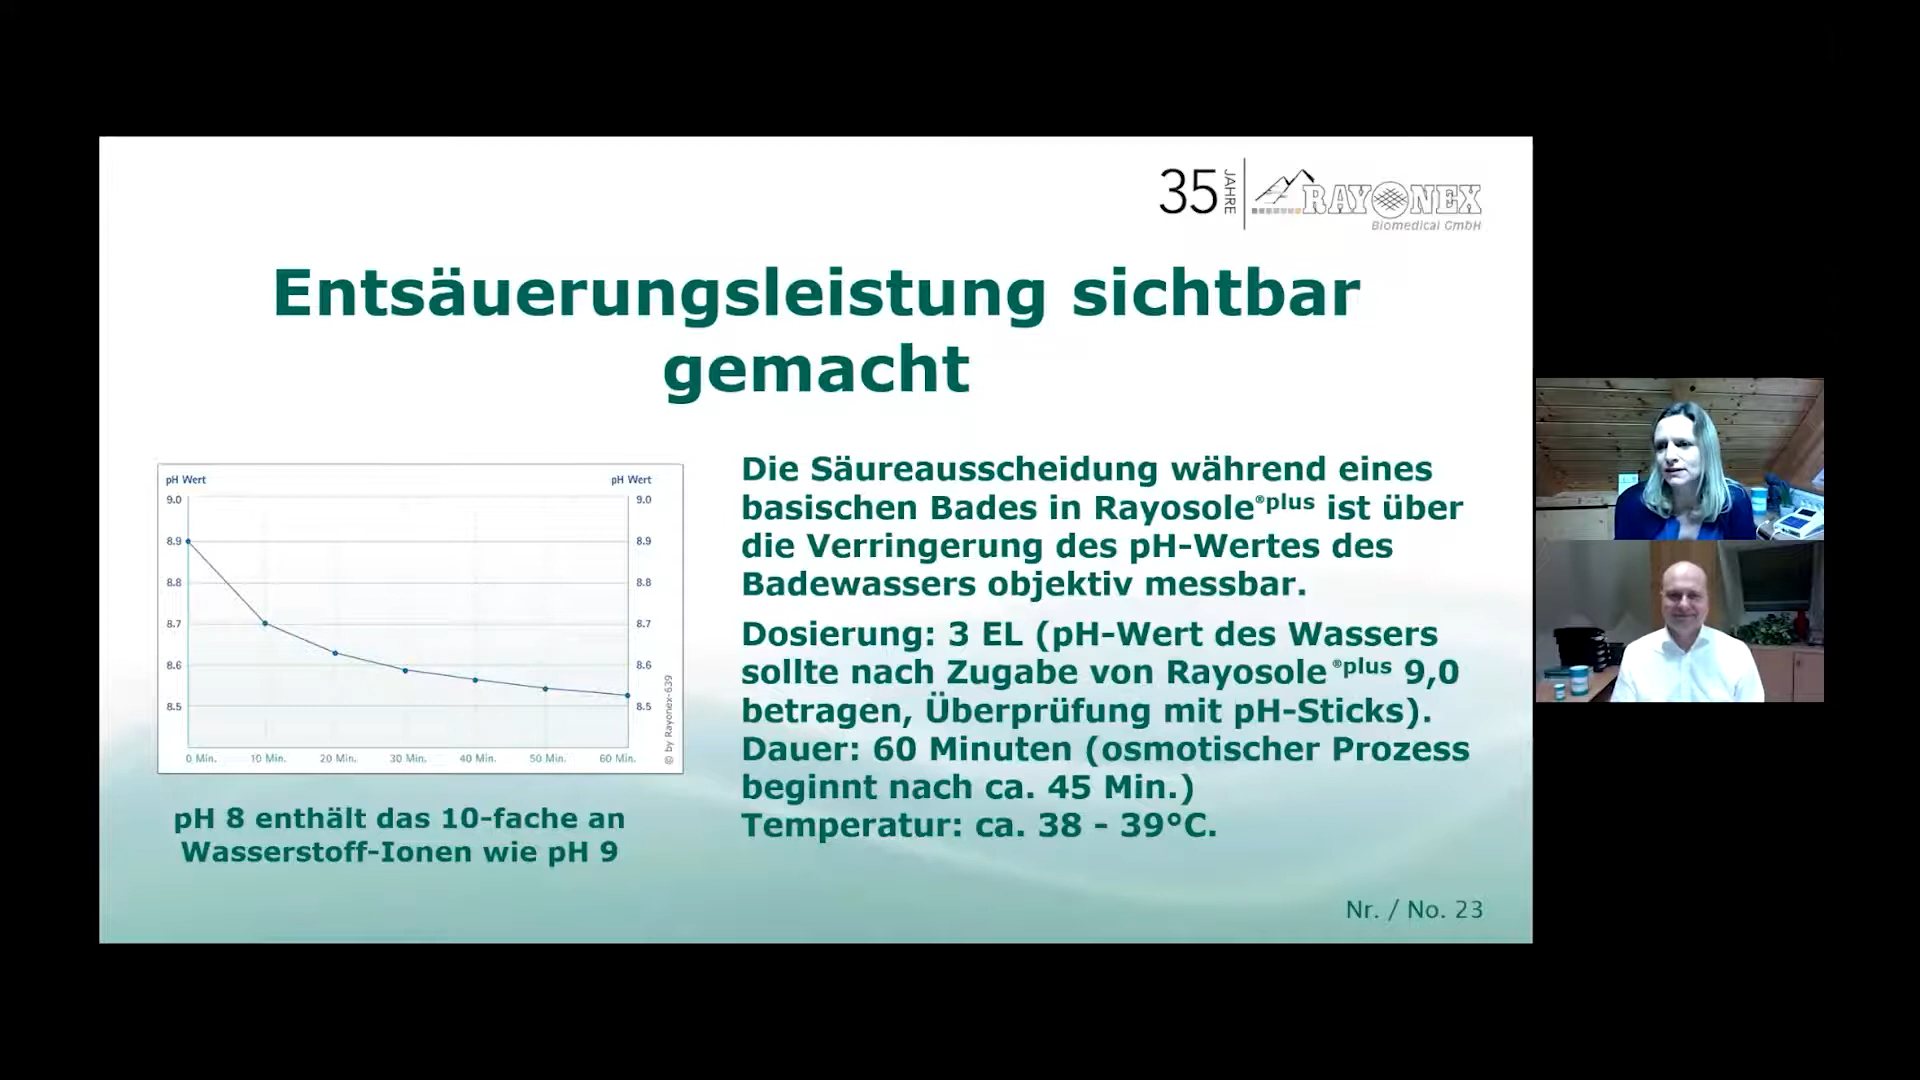 35 JAHRE RAYONEX
Biomedical GmbH
Entsäuerungsleistung sichtbar
gemacht
pH Wert pH Wert
9.0 9.0
8.9 8.9
8.8 8.8
8.7 8.7
8.6 8.6
8.5 8.5
0 Min. 10 Min. 20 Min. 30 Min. 40 Min. 50 Min. 60 Min.
© by Rayonex-639
pH 8 enthält das 10-fache an
Wasserstoff-Ionen wie pH 9
Die Säureausscheidung während eines
basischen Bades in Rayosole®plus ist über
die Verringerung des pH-Wertes des
Badewassers objektiv messbar.
Dosierung: 3 EL (pH-Wert des Wassers
sollte nach Zugabe von Rayosole®plus 9,0
betragen, Überprüfung mit pH-Sticks).
Dauer: 60 Minuten (osmotischer Prozess
beginnt nach ca. 45 Min.)
Temperatur: ca. 38 - 39°C.
Nr. / No. 23